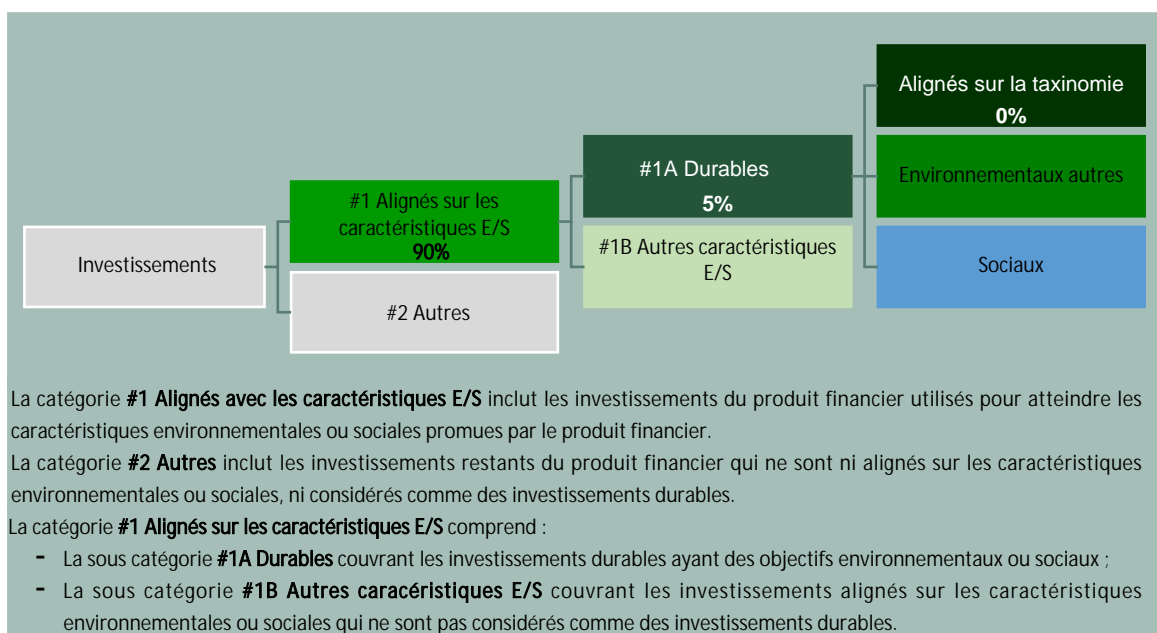 Investissements
#1 Alignés sur les
caractéristiques E/S
90%
#2 Autres
#1A Durables
5%
#1B Autres caractéristiques
E/S
Alignés sur la taxinomie
0%
Environnementaux autres
Sociaux
La catégorie #1 Alignés avec les caractéristiques E/S inclut les investissements du produit financier utilisés pour atteindre les
caractéristiques environnementales ou sociales promues par le produit financier.
La catégorie #2 Autres inclut les investissements restants du produit financier qui ne sont ni alignés sur les caractéristiques
environnementales ou sociales, ni considérés comme des investissements durables.
La catégorie #1 Alignés sur les caractéristiques E/S comprend :
- La sous catégorie #1A Durables couvrant les investissements durables ayant des objectifs environnementaux ou sociaux ;
- La sous catégorie #1B Autres caracéristiques E/S couvrant les investissements alignés sur les caractéristiques
environnementales ou sociales qui ne sont pas considérés comme des investissements durables.